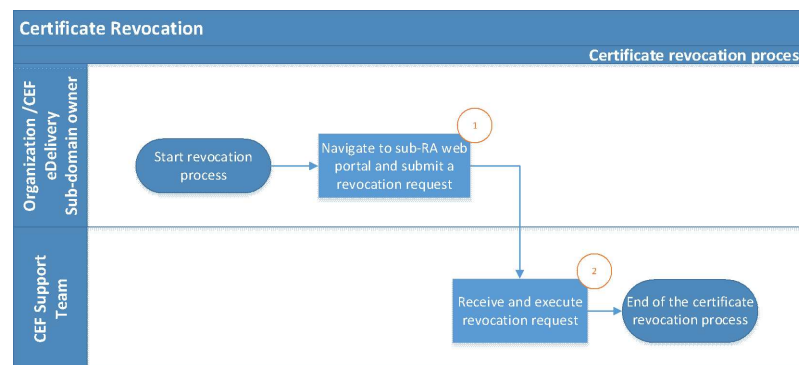 Certificate Revocation
Certificate revocation proces
Organization /CEF
eDelivery
Sub-domain owner
Start revocation
process
1
Navigate to sub-RA web
portal and submit a
revocation request
CEF Support
Team
2
Receive and execute
revocation request
End of the certificate
revocation process